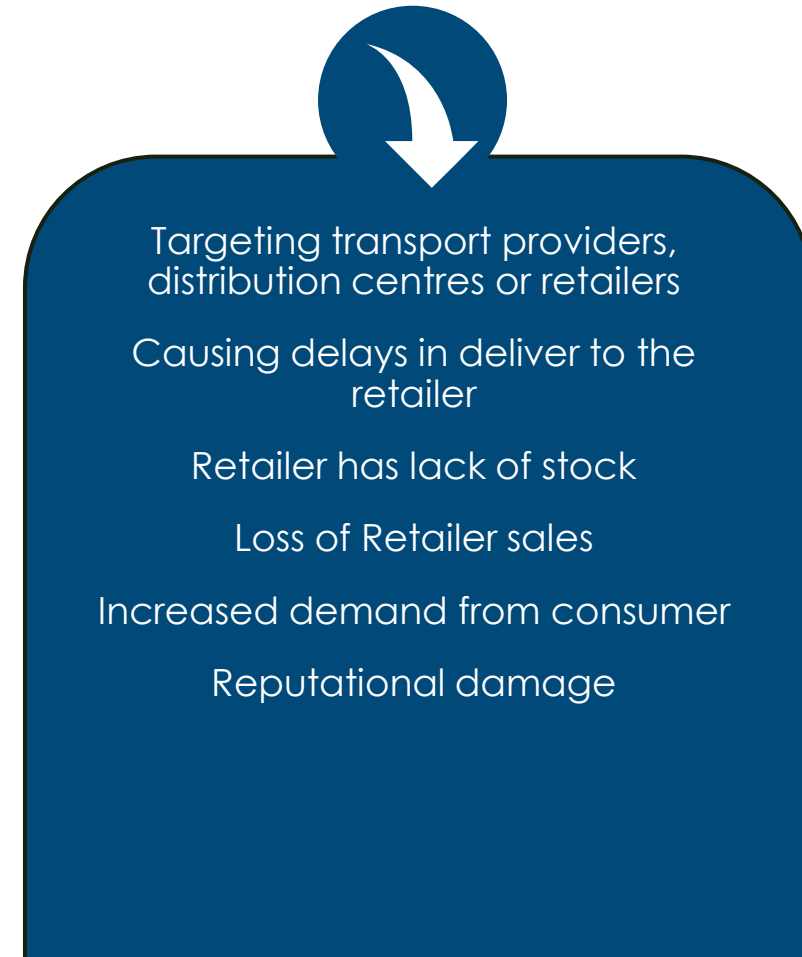 Targeting transport providers,
distribution centres or retailers
Causing delays in deliver to the
retailer
Retailer has lack of stock
Loss of Retailer sales
Increased demand from consumer
Reputational damage